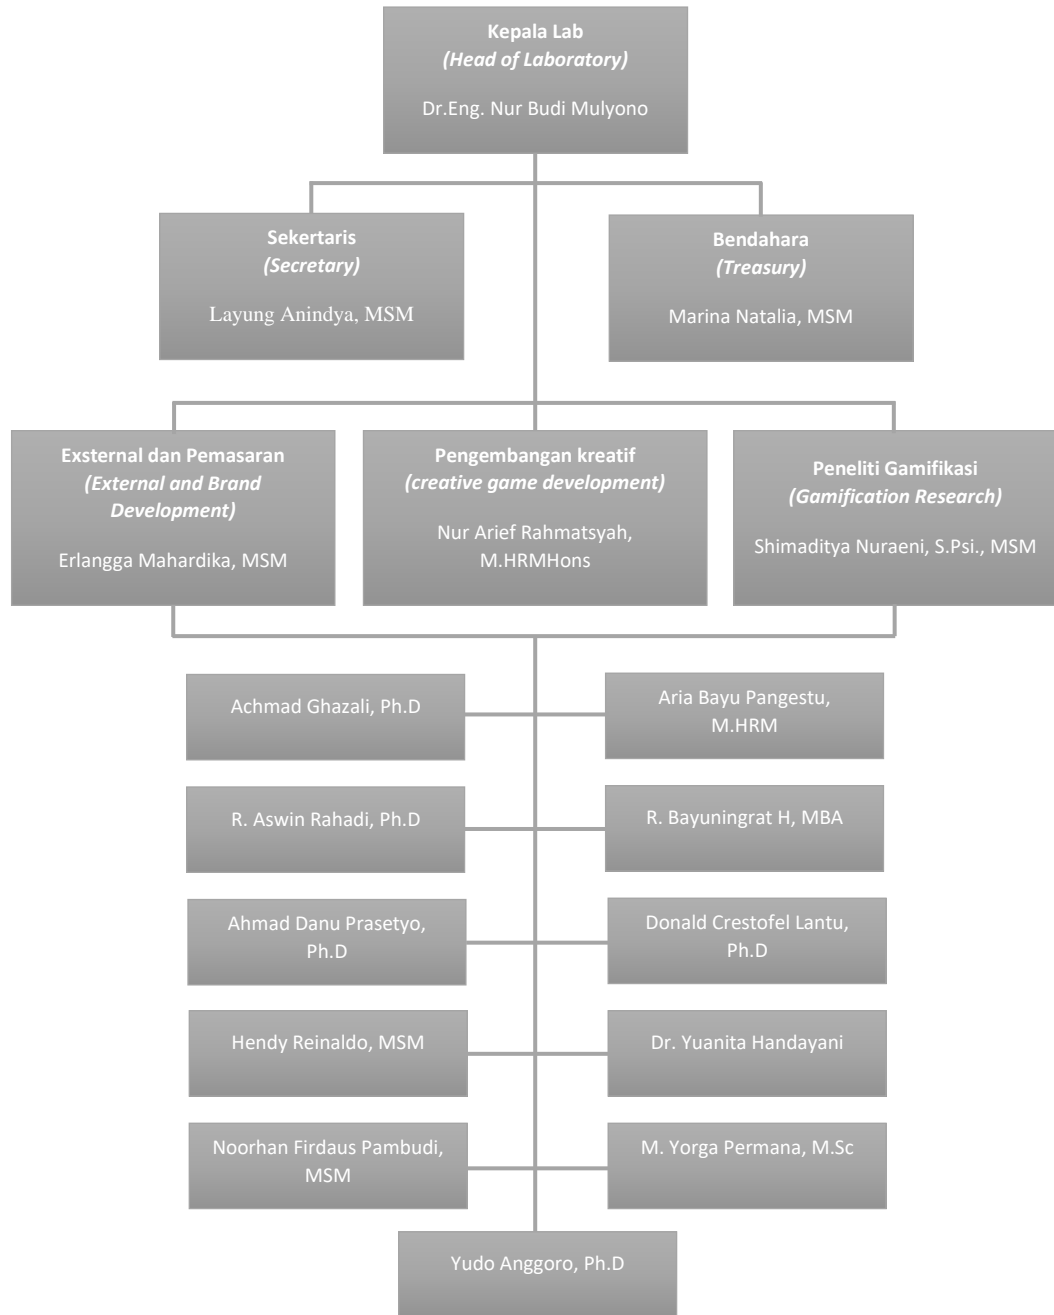 Kepala Lab
(Head of Laboratory)
Dr.Eng. Nur Budi Mulyono
Sekertaris
(Secretary)
Layung Anindya, MSM
Bendahara
(Treasury)
Marina Natalia, MSM
Exsternal dan Pemasaran
(External and Brand
Development)
Erlangga Mahardika, MSM
Pengembangan kreatif
(creative game development)
Nur Arief Rahmatsyah,
M.HRMHons
Peneliti Gamifikasi
(Gamification Research)
Shimaditya Nuraeni, S.Psi., MSM
Achmad Ghazali, Ph.D
Aria Bayu Pangestu,
M.HRM
R. Aswin Rahadi, Ph.D
R. Bayuningrat H, MBA
Ahmad Danu Prasetyo,
Ph.D
Donald Crestofel Lantu,
Ph.D
Hendy Reinaldo, MSM
Dr. Yuanita Handayani
Noorhan Firdaus Pambudi,
MSM
M. Yorga Permana, M.Sc
Yudo Anggoro, Ph.D